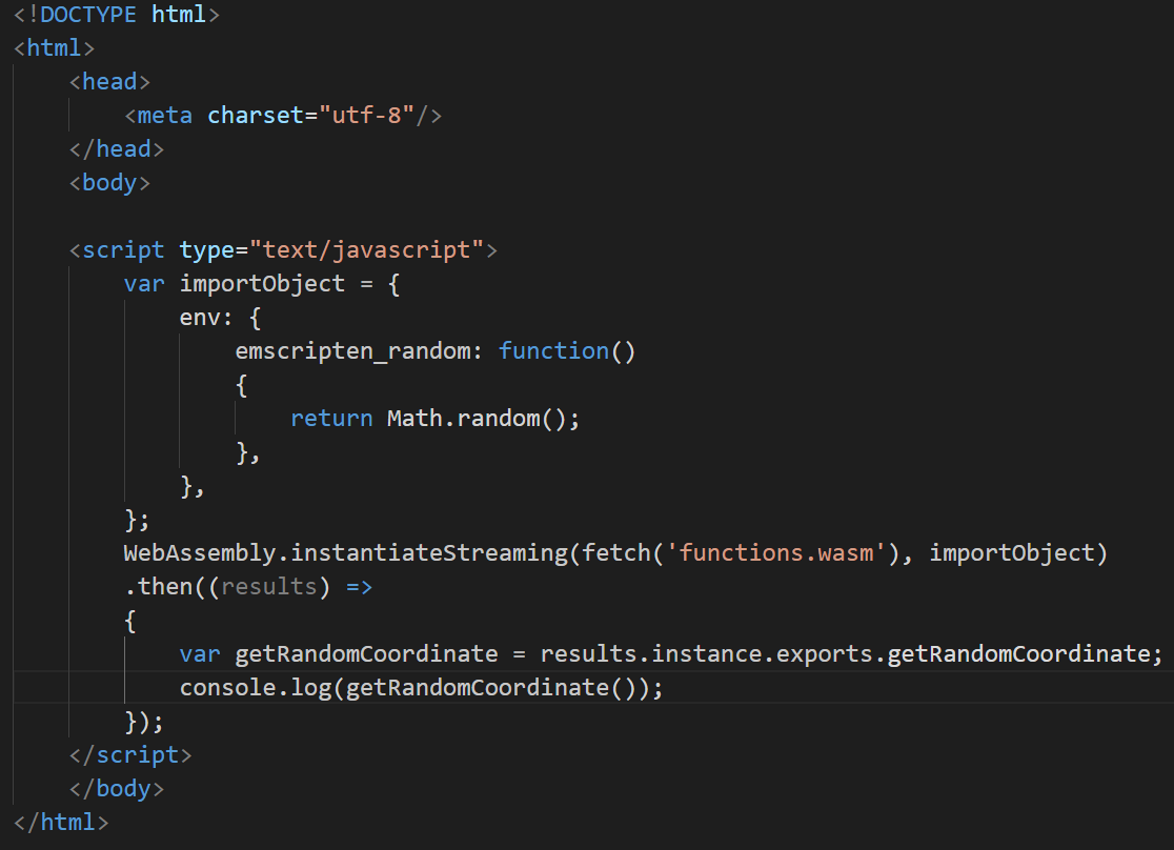 <!DOCTYPE html>
<html>
    <head>
        <meta charset="utf-8"/>
    </head>
    <body>

    <script type="text/javascript">
        var importObject = {
            env: {
                emscripten_random: function()
                {
                    return Math.random();
                },
            },
        };
        WebAssembly.instantiateStreaming(fetch('functions.wasm'), importObject)
        .then((results) =>
        {
            var getRandomCoordinate = results.instance.exports.getRandomCoordinate;
            console.log(getRandomCoordinate());
        });
    </script>
    </body>
</html>